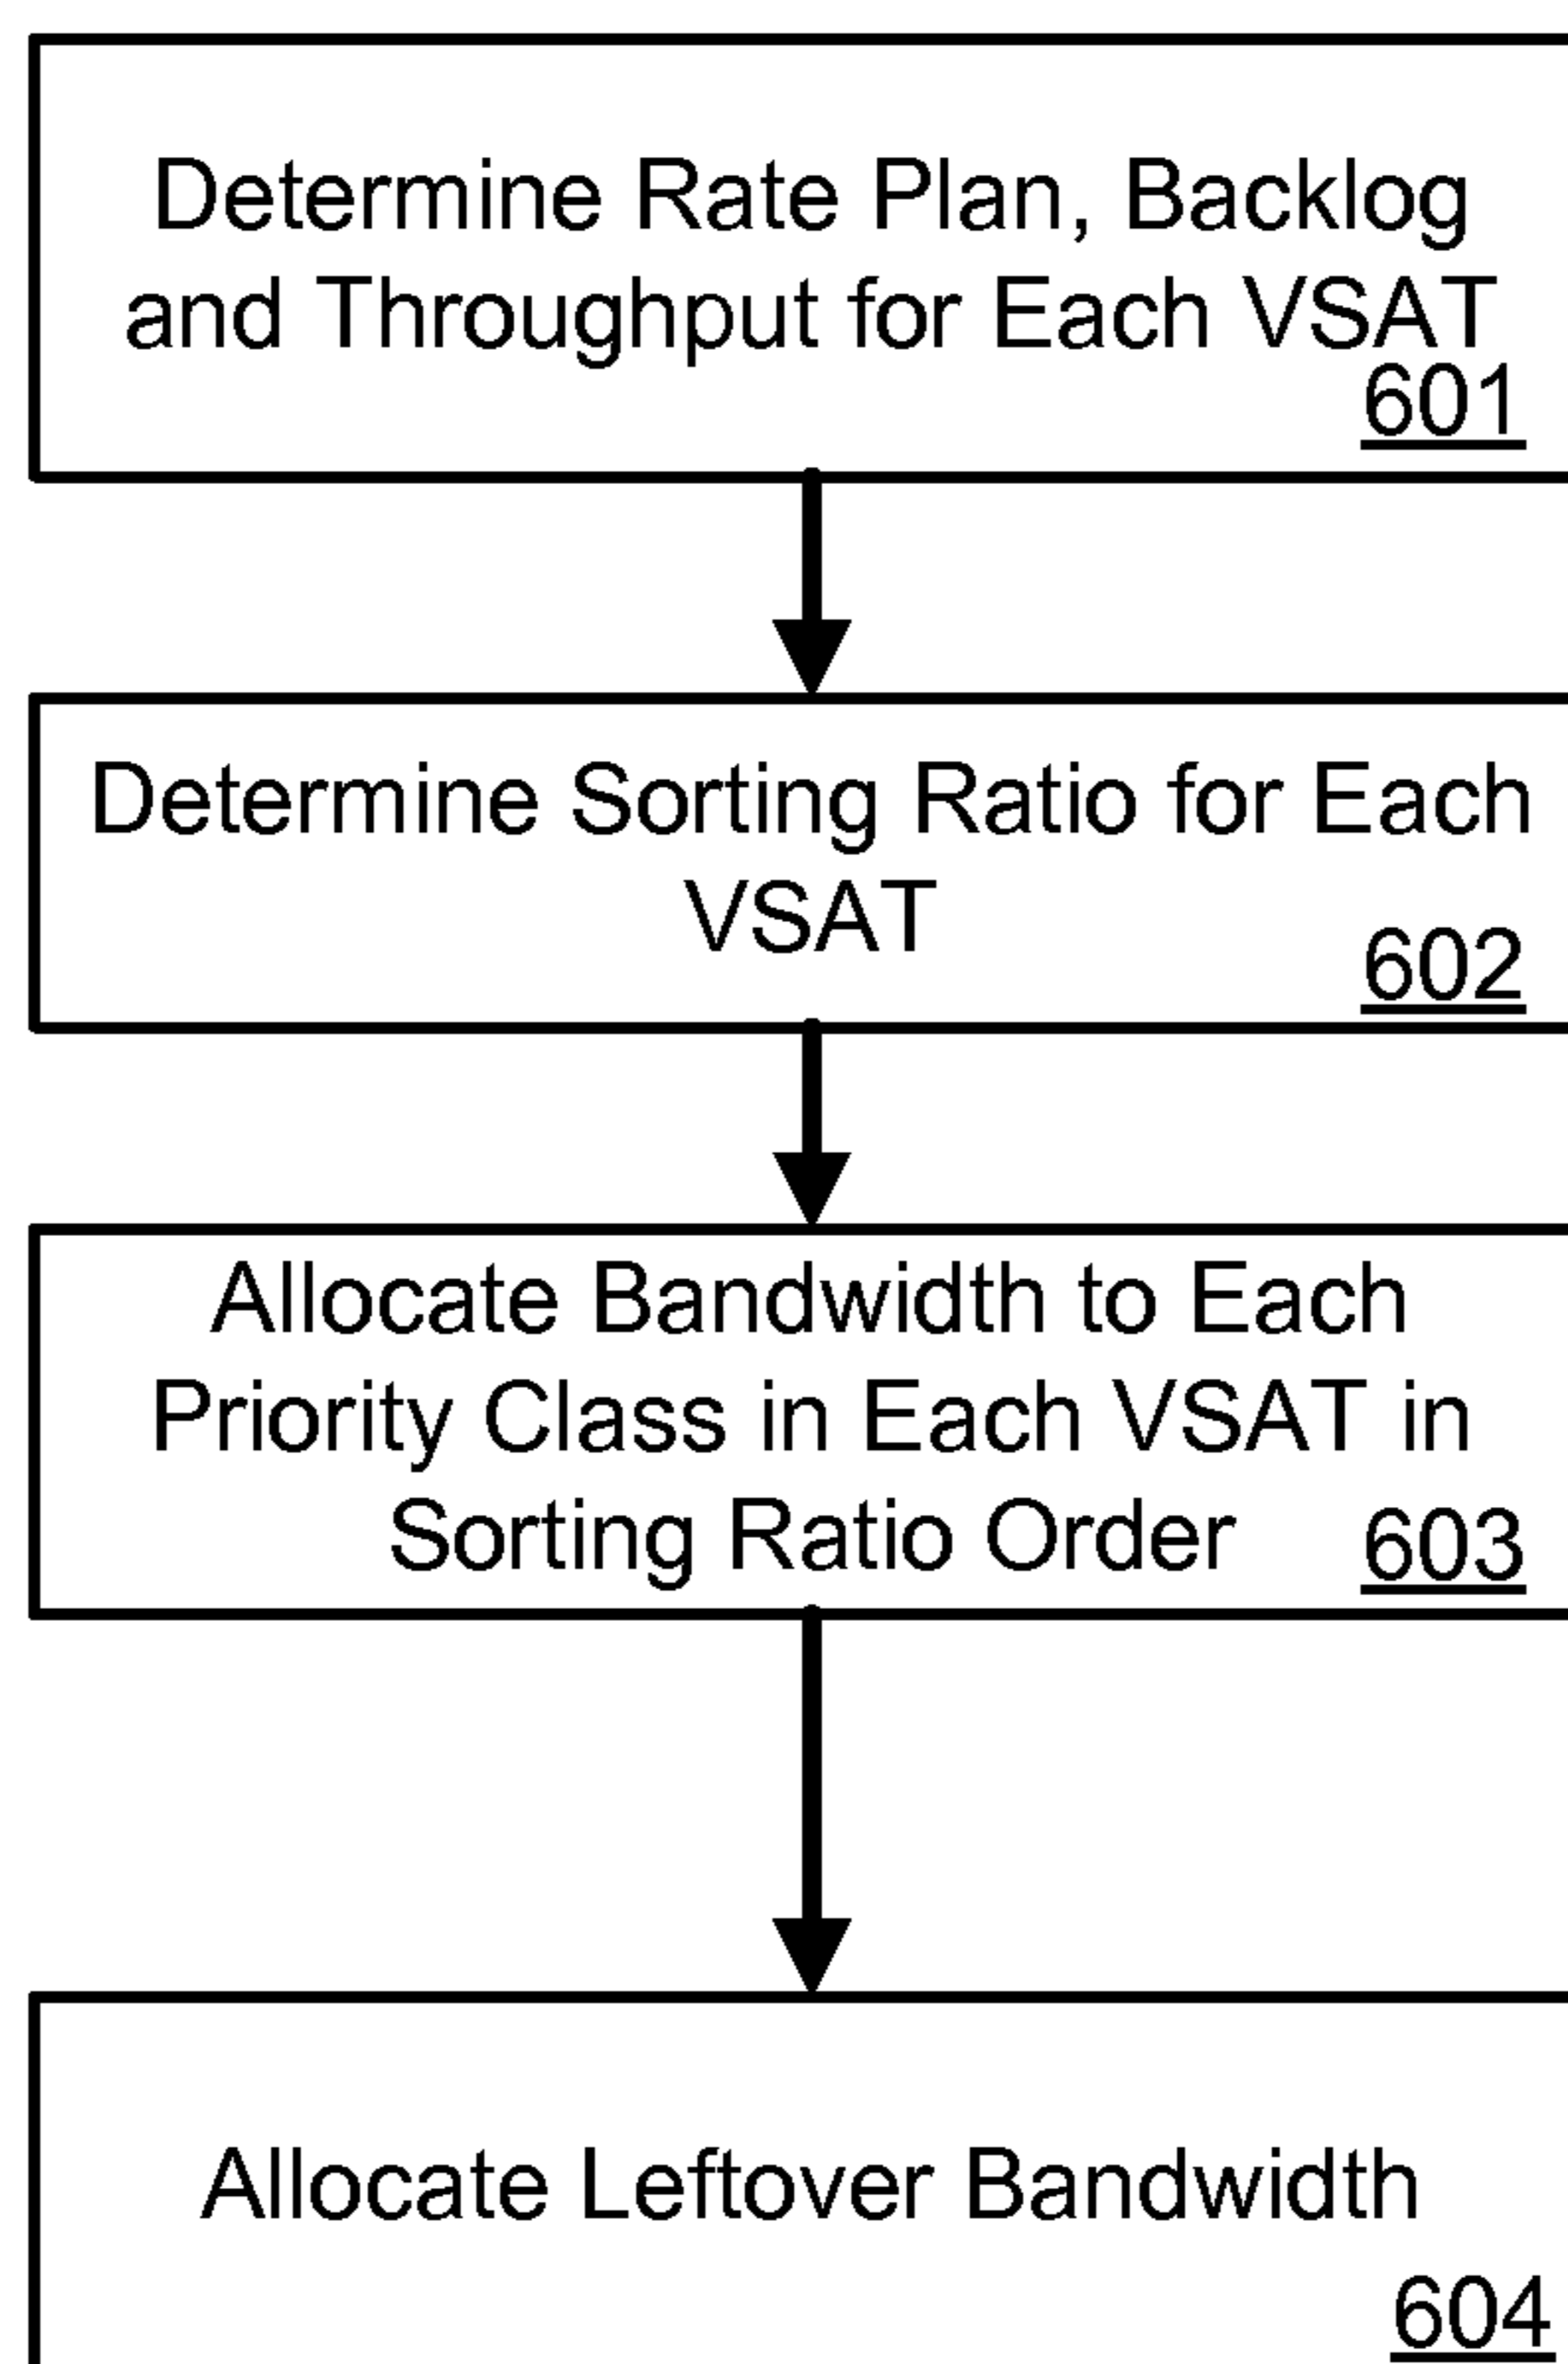 Determine Rate Plan, Backlog
and Throughput for Each VSAT
601
Determine Sorting Ratio for Each
VSAT
602
Allocate Bandwidth to Each
Priority Class in Each VSAT in
Sorting Ratio Order
603
Allocate Leftover Bandwidth
604